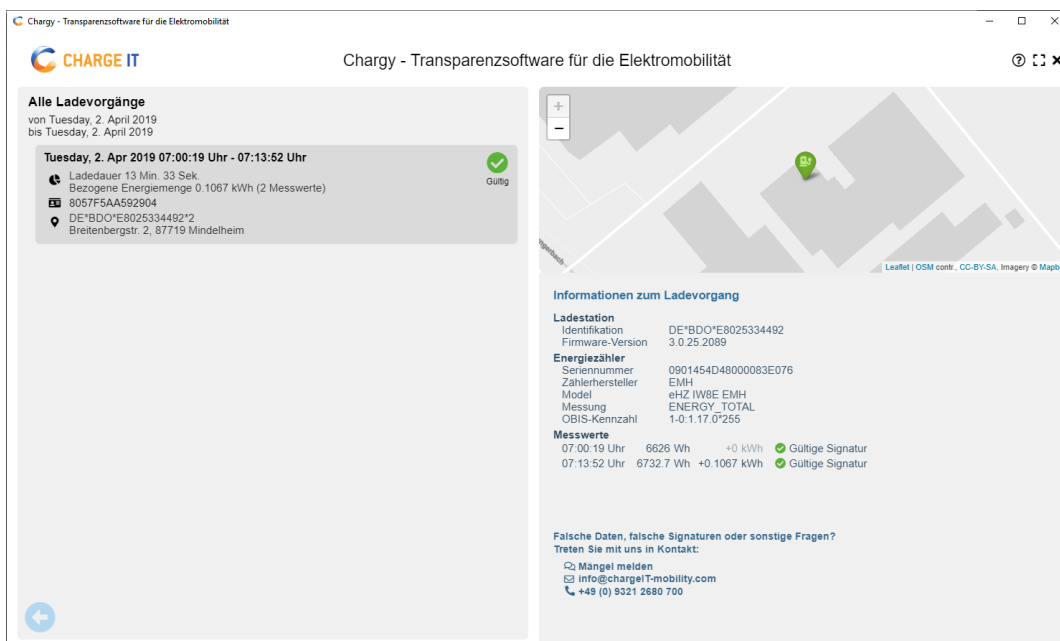 Chargy - Transparenzsoftware für die Elektromobilität
CHARGE IT
Chargy - Transparenzsoftware für die Elektromobilität
Alle Ladevorgänge
von Tuesday, 2. April 2019
bis Tuesday, 2. April 2019
Tuesday, 2. Apr 2019 07:00:19 Uhr - 07:13:52 Uhr
Ladedauer 13 Min. 33 Sek.
Bezogene Energiemenge 0.1067 kWh (2 Messwerte)
Gültig
8057F5AA592904
DE*BDO*E8025334492*2
Breitenbergstr. 2, 87719 Mindelheim
+
−
ngerbach
Leaflet | OSM contr., CC-BY-SA, Imagery © Mapb
Informationen zum Ladevorgang
Ladestation
Identifikation DE*BDO*E8025334492
Firmware-Version 3.0.25.2089
Energiezähler
Seriennummer 0901454D48000083E076
Zählerhersteller EMH
Model eHZ IW8E EMH
Messung ENERGY_TOTAL
OBIS-Kennzahl 1-0:1.17.0*255
Messwerte
07:00:19 Uhr 6626 Wh +0 kWh Gültige Signatur
07:13:52 Uhr 6732.7 Wh +0.1067 kWh Gültige Signatur
Falsche Daten, falsche Signaturen oder sonstige Fragen?
Treten Sie mit uns in Kontakt:
Mängel melden
info@chargeIT-mobility.com
+49 (0) 9321 2680 700